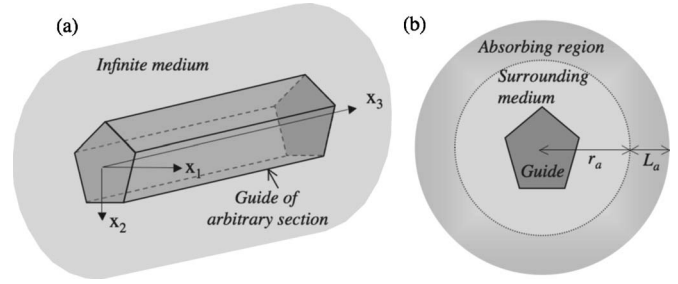 (a)
Infinite medium
x3
x1
x2
Guide of
arbitrary section
(b)
Absorbing region
Surrounding
medium
Guide
ra
La